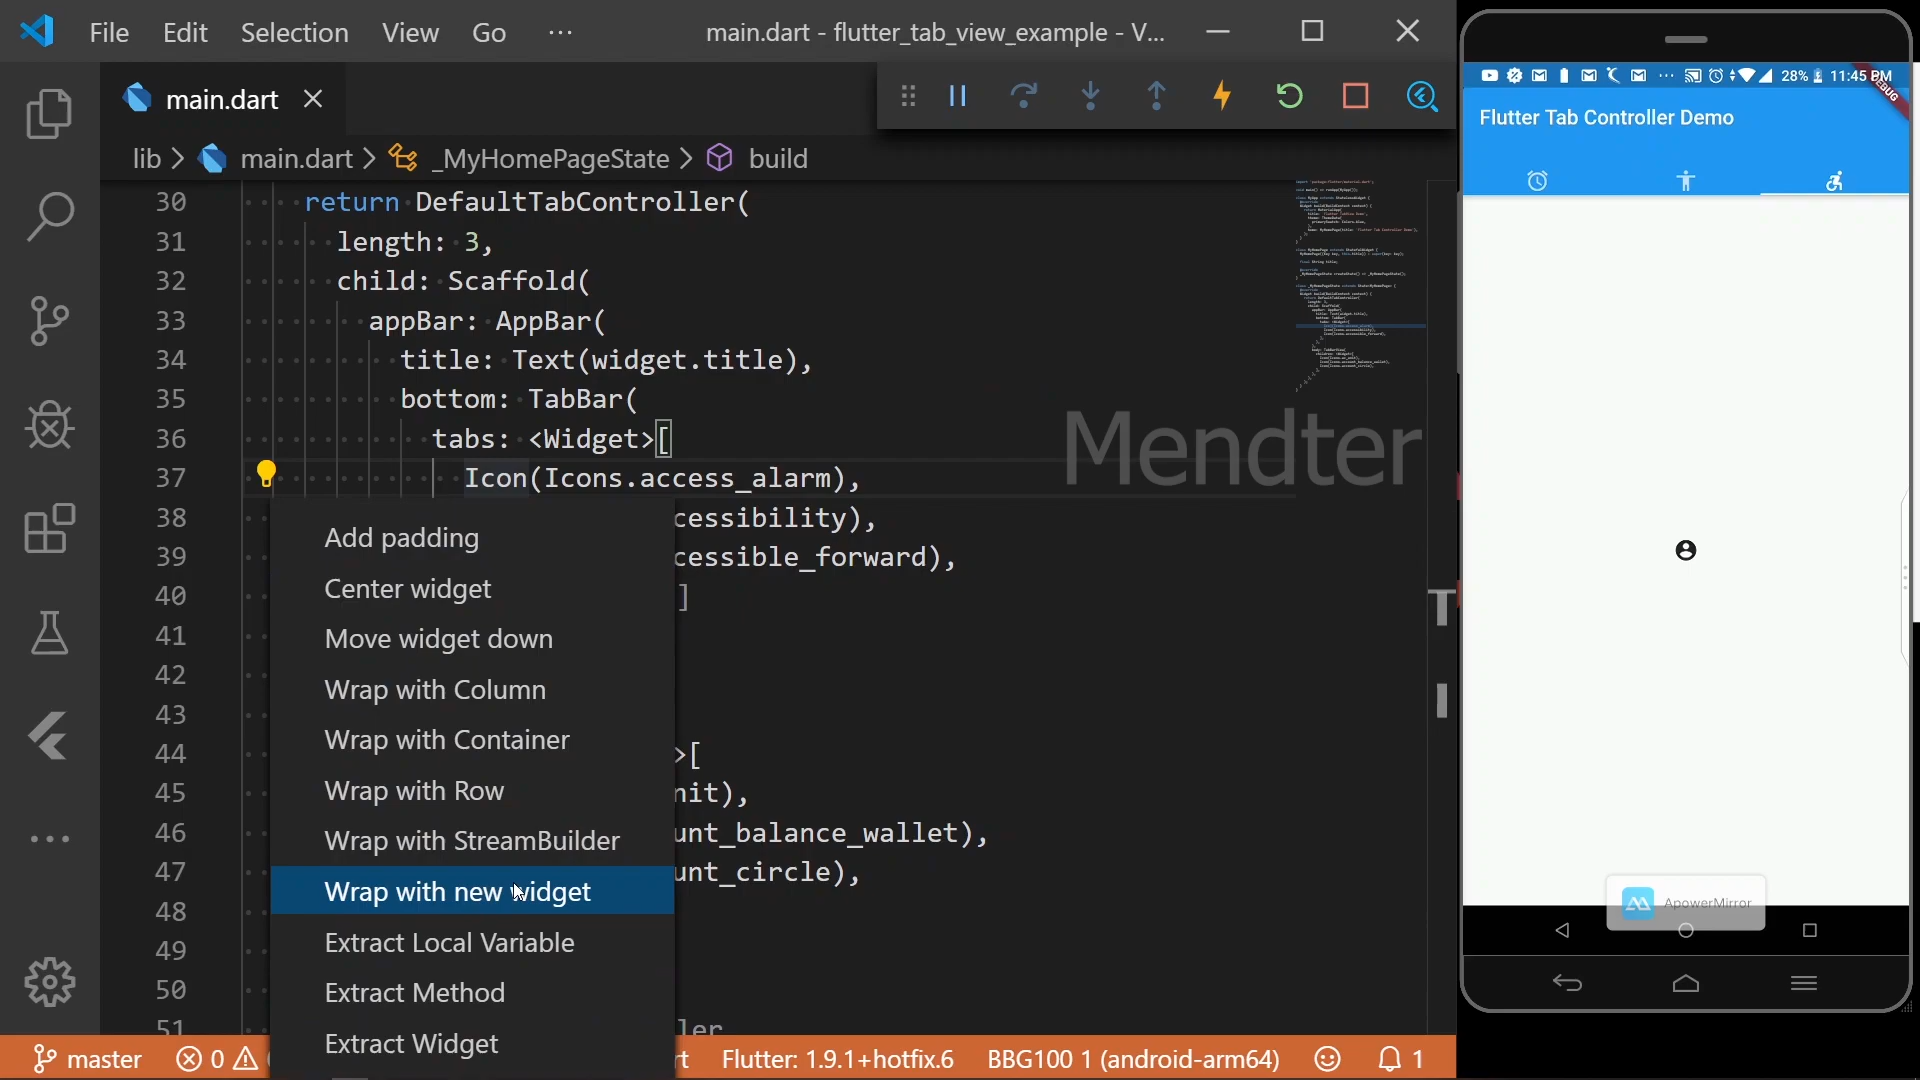 File Edit Selection View Go ··· main.dart - flutter_tab_view_example - V...
main.dart
lib > main.dart > _MyHomePageState > build
30 return DefaultTabController(
31 length: 3,
32 child: Scaffold(
33 appBar: AppBar(
34 title: Text(widget.title),
35 bottom: TabBar(
36 tabs: <Widget>[
37 Icon(Icons.access_alarm),
38 cessibility),
39 cessible_forward),
40 ]
41
42
43
44 >[
45 nit),
46 unt_balance_wallet),
47 unt_circle),
48
49
50
51 ler
Mendter
Add padding
Center widget
Move widget down
Wrap with Column
Wrap with Container
Wrap with Row
Wrap with StreamBuilder
Wrap with new widget
Extract Local Variable
Extract Method
Extract Widget
master 0 rt Flutter: 1.9.1+hotfix.6 BBG100 1 (android-arm64) 1
28% 11:45 PM
DEBUG
Flutter Tab Controller Demo
ApowerMirror